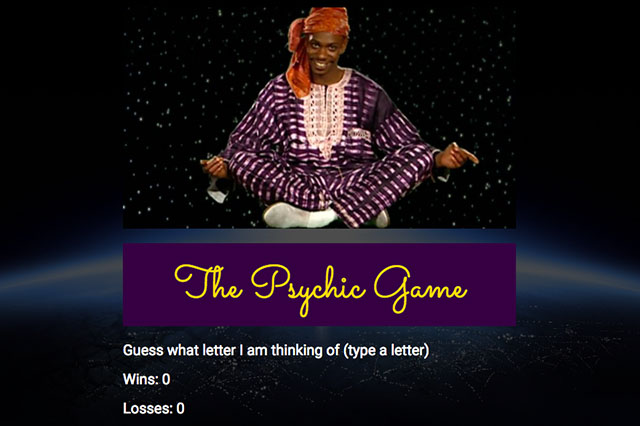 The Psychic Game
Guess what letter I am thinking of (type a letter)
Wins: 0
Losses: 0